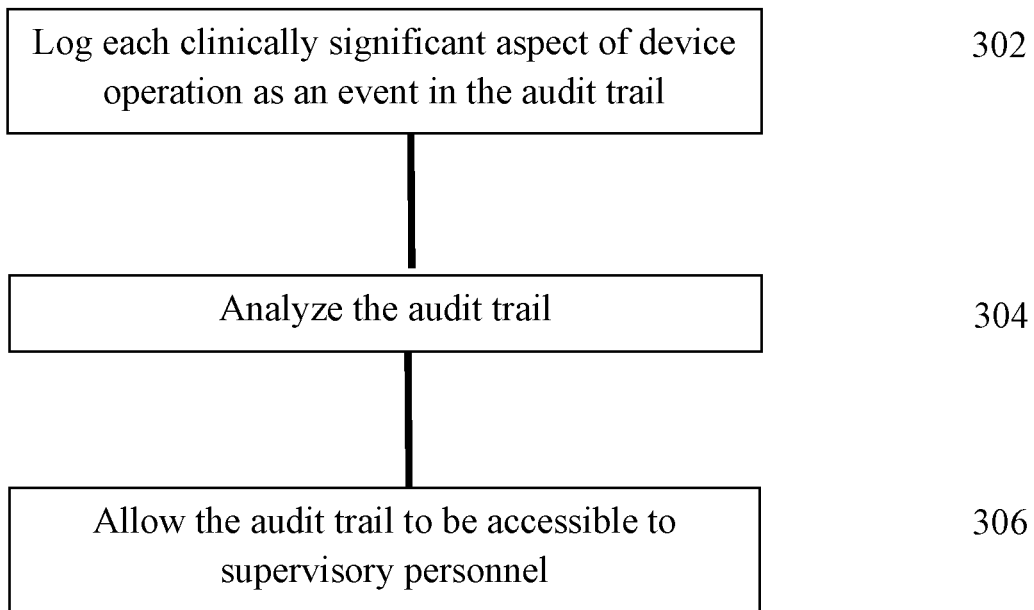 Log each clinically significant aspect of device
302
operation as an event in the audit trail
Analyze the audit trail
304
Allow the audit trail to be accessible to
306
supervisory personnel